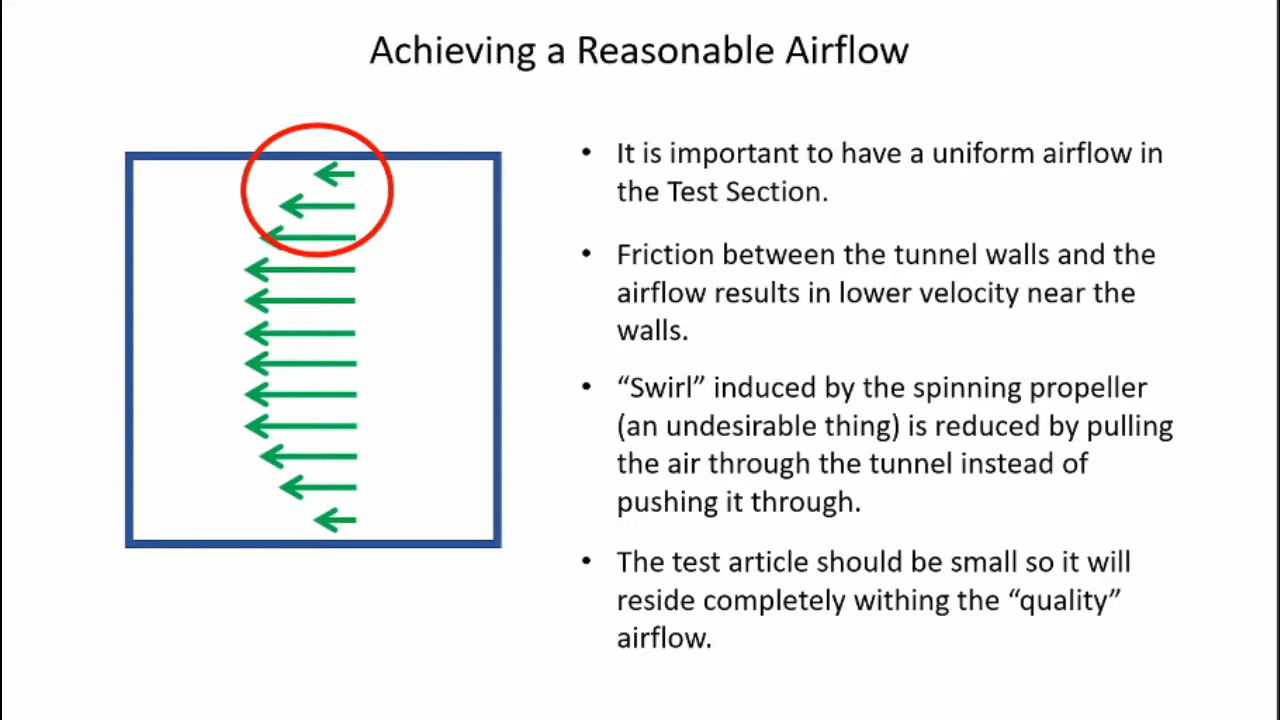 Achieving a Reasonable Airflow
• It is important to have a uniform airflow in
the Test Section.
• Friction between the tunnel walls and the
airflow results in lower velocity near the
walls.
• “Swirl” induced by the spinning propeller
(an undesirable thing) is reduced by pulling
the air through the tunnel instead of
pushing it through.
• The test article should be small so it will
reside completely withing the “quality”
airflow.